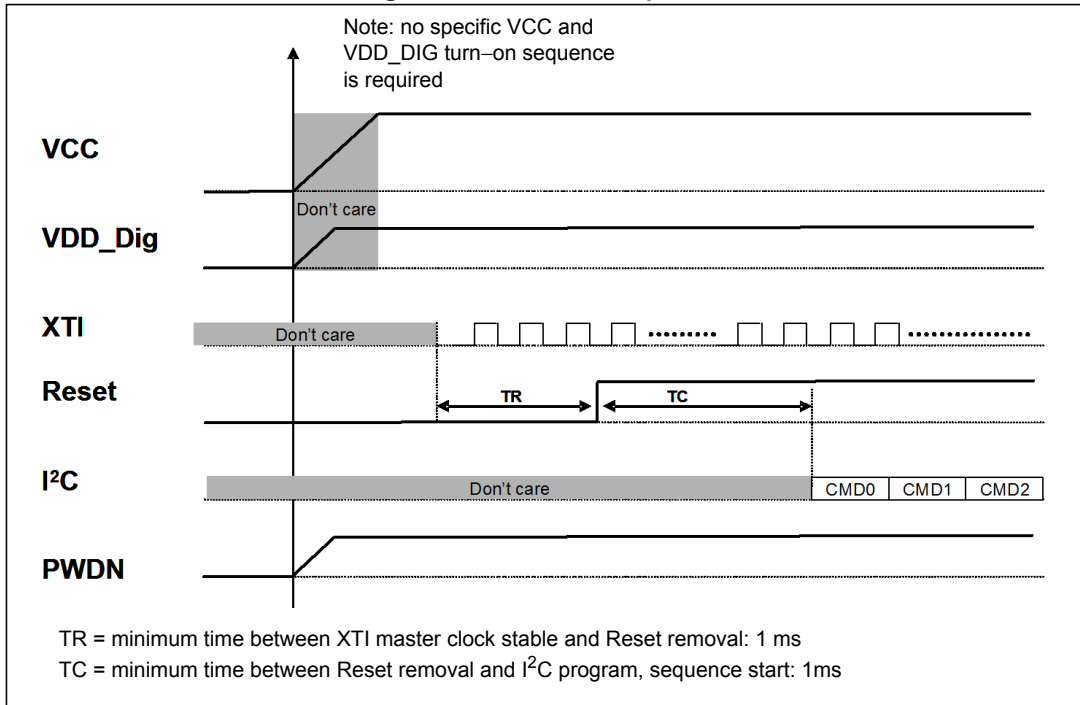 Note: no specific VCC and
VDD_DIG turn–on sequence
is required
VCC
Don't care
VDD_Dig
XTI
Don't care
Reset
TR
TC
I²C
Don't care
CMD0 CMD1 CMD2
PWDN
TR = minimum time between XTI master clock stable and Reset removal: 1 ms
TC = minimum time between Reset removal and I²C program, sequence start: 1ms